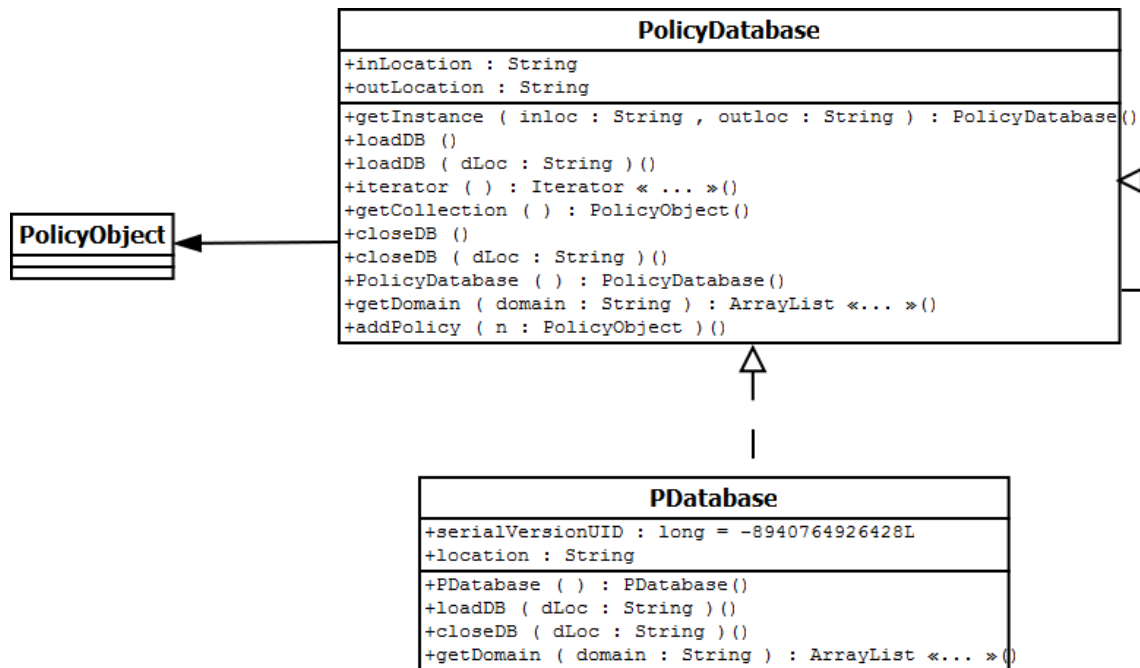 PolicyDatabase
+inLocation : String
+outLocation : String
+getInstance ( inloc : String , outloc : String ) : PolicyDatabase()
+loadDB ()
+loadDB ( dLoc : String )()
+iterator ( ) : Iterator « ... »()
+getCollection ( ) : PolicyObject()
+closeDB ()
+closeDB ( dLoc : String )()
+PolicyDatabase ( ) : PolicyDatabase()
+getDomain ( domain : String ) : ArrayList «... »()
+addPolicy ( n : PolicyObject )()
PolicyObject
PDatabase
+serialVersionUID : long = -8940764926428L
+location : String
+PDatabase ( ) : PDatabase()
+loadDB ( dLoc : String )()
+closeDB ( dLoc : String )()
+getDomain ( domain : String ) : ArrayList «... »()